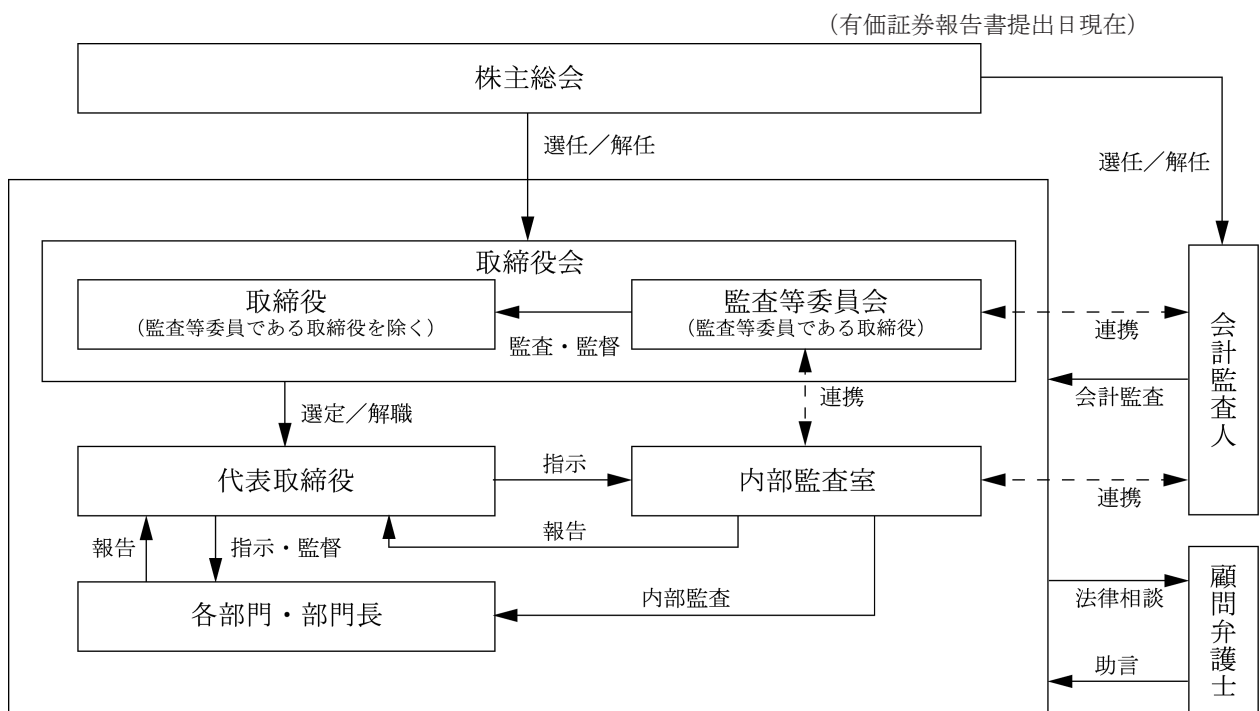 （有価証券報告書提出日現在）
株主総会
選任／解任
選任／解任
取締役会
取締役
（監査等委員である取締役を除く）
監査・監督
監査等委員会
（監査等委員である取締役）
連携
会計監査人
会計監査
連携
選定／解職
代表取締役
指示
内部監査室
連携
報告
報告
指示・監督
各部門・部門長
内部監査
法律相談
顧問弁護士
助言